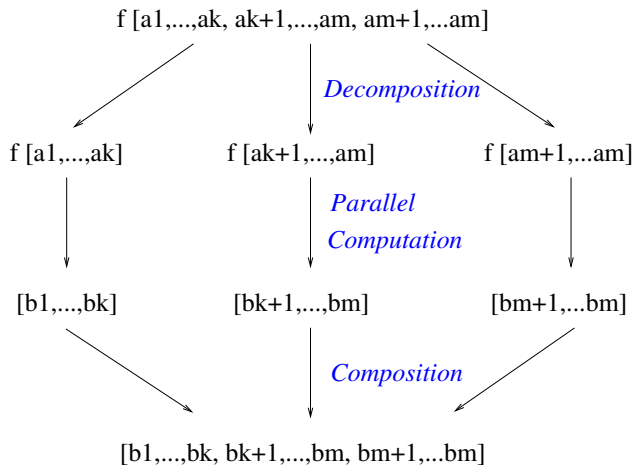 f [a1,...,ak, ak+1,...,am, am+1,...am]
Decomposition
f [a1,...,ak] f [ak+1,...,am] f [am+1,...am]
Parallel
Computation
[b1,...,bk] [bk+1,...,bm] [bm+1,...bm]
Composition
[b1,...,bk, bk+1,...,bm, bm+1,...bm]